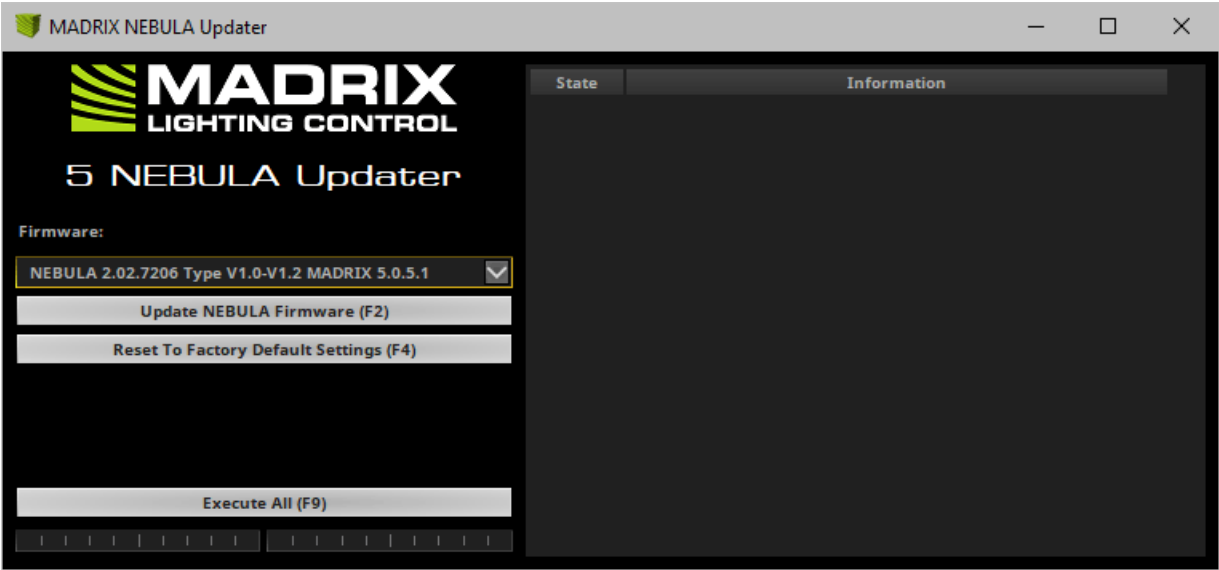 MADRIX NEBULA Updater
MADRIX
LIGHTING CONTROL
5 NEBULA Updater
Firmware:
NEBULA 2.02.7206 Type V1.0-V1.2 MADRIX 5.0.5.1
Update NEBULA Firmware (F2)
Reset To Factory Default Settings (F4)
Execute All (F9)
State Information